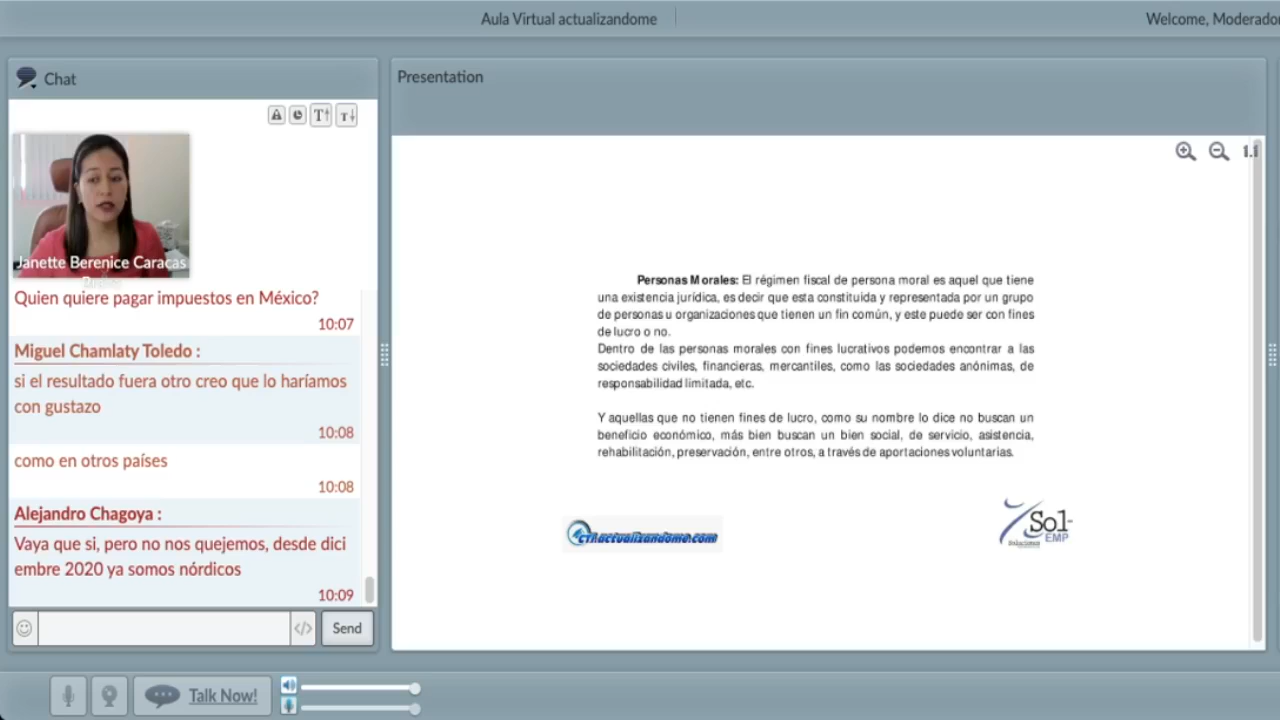 Aula Virtual actualizandome
Welcome, Moderador
Chat
Janette Berenice Caracas
Quien quiere pagar impuestos en México?
10:07
Miguel Chamlaty Toledo :
si el resultado fuera otro creo que lo haríamos
con gustazo
10:08
como en otros países
10:08
Alejandro Chagoya :
Vaya que si, pero no nos quejemos, desde dici
embre 2020 ya somos nórdicos
10:09
Send
Presentation
1:1
Personas Morales: El régimen fiscal de persona moral es aquel que tiene
una existencia jurídica, es decir que esta constituida y representada por un grupo
de personas u organizaciones que tienen un fin común, y este puede ser con fines
de lucro o no.
Dentro de las personas morales con fines lucrativos podemos encontrar a las
sociedades civiles, financieras, mercantiles, como las sociedades anónimas, de
responsabilidad limitada, etc.
Y aquellas que no tienen fines de lucro, como su nombre lo dice no buscan un
beneficio económico, más bien buscan un bien social, de servicio, asistencia,
rehabilitación, preservación, entre otros, a través de aportaciones voluntarias.
actualizandome.com
Sol-
EMP
Soluciones
Talk Now!